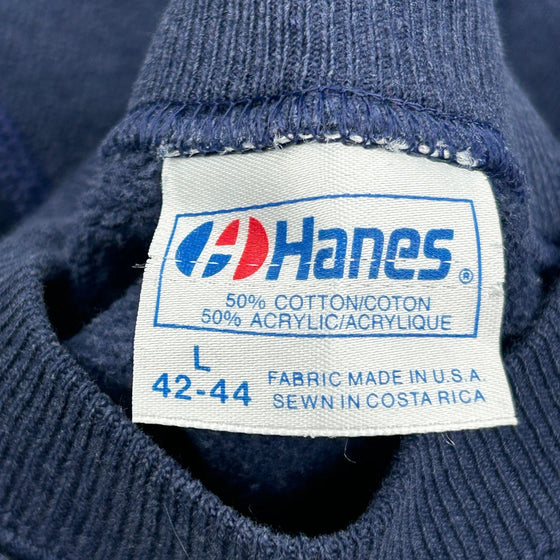 Hanes®
50% COTTON/COTON
50% ACRYLIC/ACRYLIQUE
L
42-44
FABRIC MADE IN U.S.A.
SEWN IN COSTA RICA